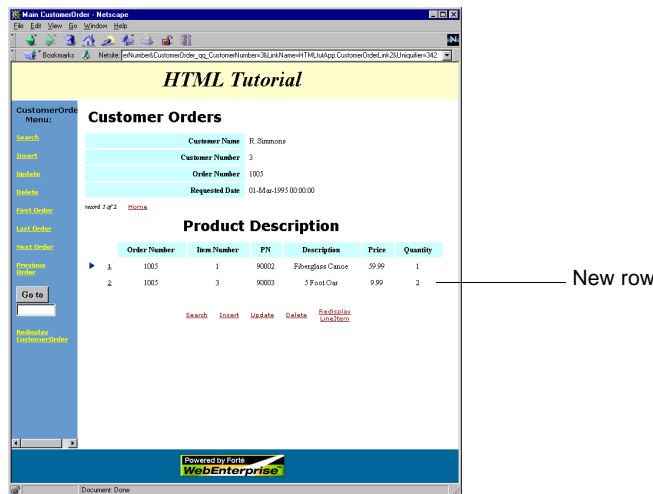 Main CustomerOrder - Netscape
File Edit View Go Window Help
Bookmarks Netsite: erNumber&CustomerOrder_qq_CustomerNumber=3&LinkName=HTMLtutApp.CustomerOrderLink2&Uniquifier=342
HTML Tutorial
CustomerOrde
Menu:
Search
Insert
Update
Delete
First Order
Last Order
Next Order
Previous
Order
Go to
Redisplay
CustomerOrder
Customer Orders
Customer Name R. Simmons
Customer Number 3
Order Number 1005
Requested Date 01-Mar-1995 00:00:00
record 1 of 2 Home
Product Description
Order Number Item Number PN Description Price Quantity
1 1005 1 90002 Fiberglass Canoe 59.99 1
2 1005 3 90003 5 Foot Oar 9.99 2
Search Insert Update Delete Redisplay
LineItem
New row
Powered by Forté
WebEnterprise
Document: Done